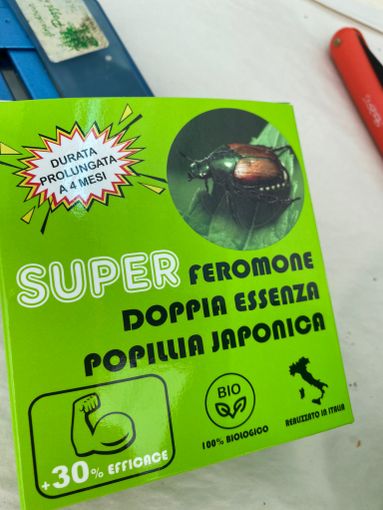 DURATA
PROLUNGATA
A 4 MESI
SUPER FEROMONE
DOPPIA ESSENZA
POPILLIA JAPONICA
+30% EFFICACE
BIO
100% BIOLOGICO
REALIZZATO IN ITALIA